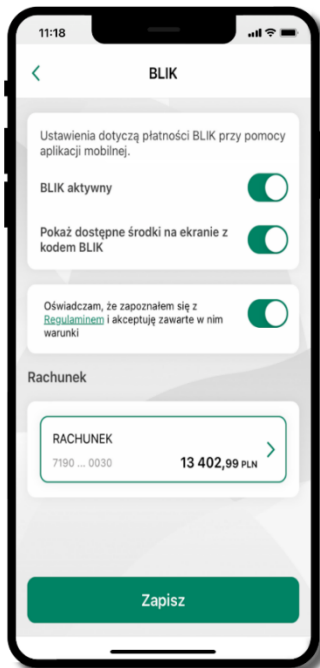 11:18
BLIK
Ustawienia dotyczą płatności BLIK przy pomocy
aplikacji mobilnej.
BLIK aktywny
Pokaż dostępne środki na ekranie z
kodem BLIK
Oświadczam, że zapoznałem się z
Regulaminem i akceptuję zawarte w nim
warunki
Rachunek
RACHUNEK
7190 ... 0030 13 402,99 PLN
Zapisz